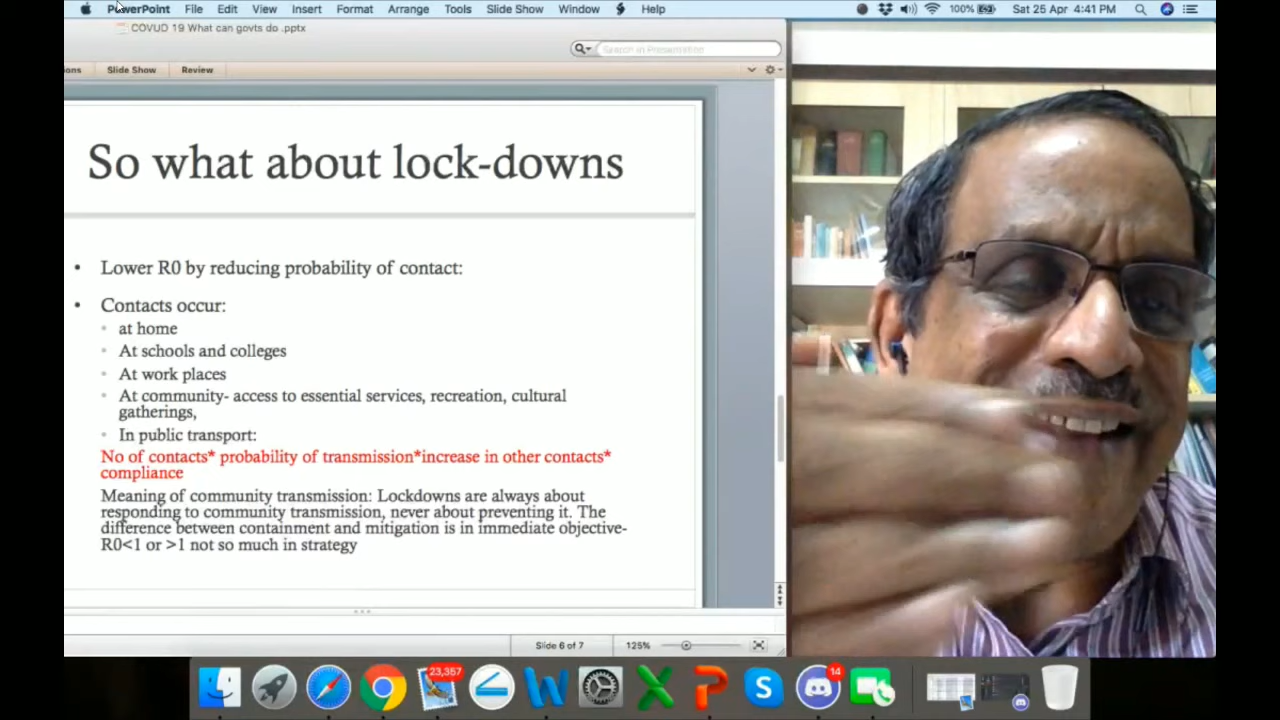 PowerPoint File Edit View Insert Format Arrange Tools Slide Show Window Help 100% Sat 25 Apr 4:41 PM
COVUD 19 What can govts do .pptx
Search in Presentation
ions Slide Show Review
So what about lock-downs
• Lower R0 by reducing probability of contact:
• Contacts occur:
• at home
• At schools and colleges
• At work places
• At community- access to essential services, recreation, cultural
gatherings,
• In public transport:
No of contacts* probability of transmission*increase in other contacts*
compliance
Meaning of community transmission: Lockdowns are always about
responding to community transmission, never about preventing it. The
difference between containment and mitigation is in immediate objective-
R0<1 or >1 not so much in strategy
Slide 6 of 7 125%
23,357 14